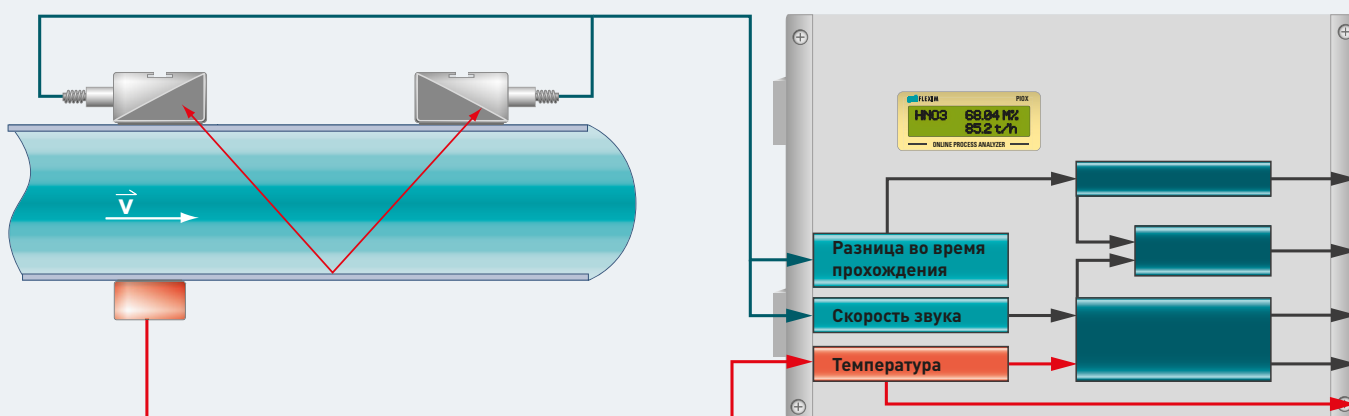 V
FLEXIM PIOX
HNO3 68.04 M%
85.2 t/h
ONLINE PROCESS ANALYZER
Разница во время
прохождения
Скорость звука
Температура